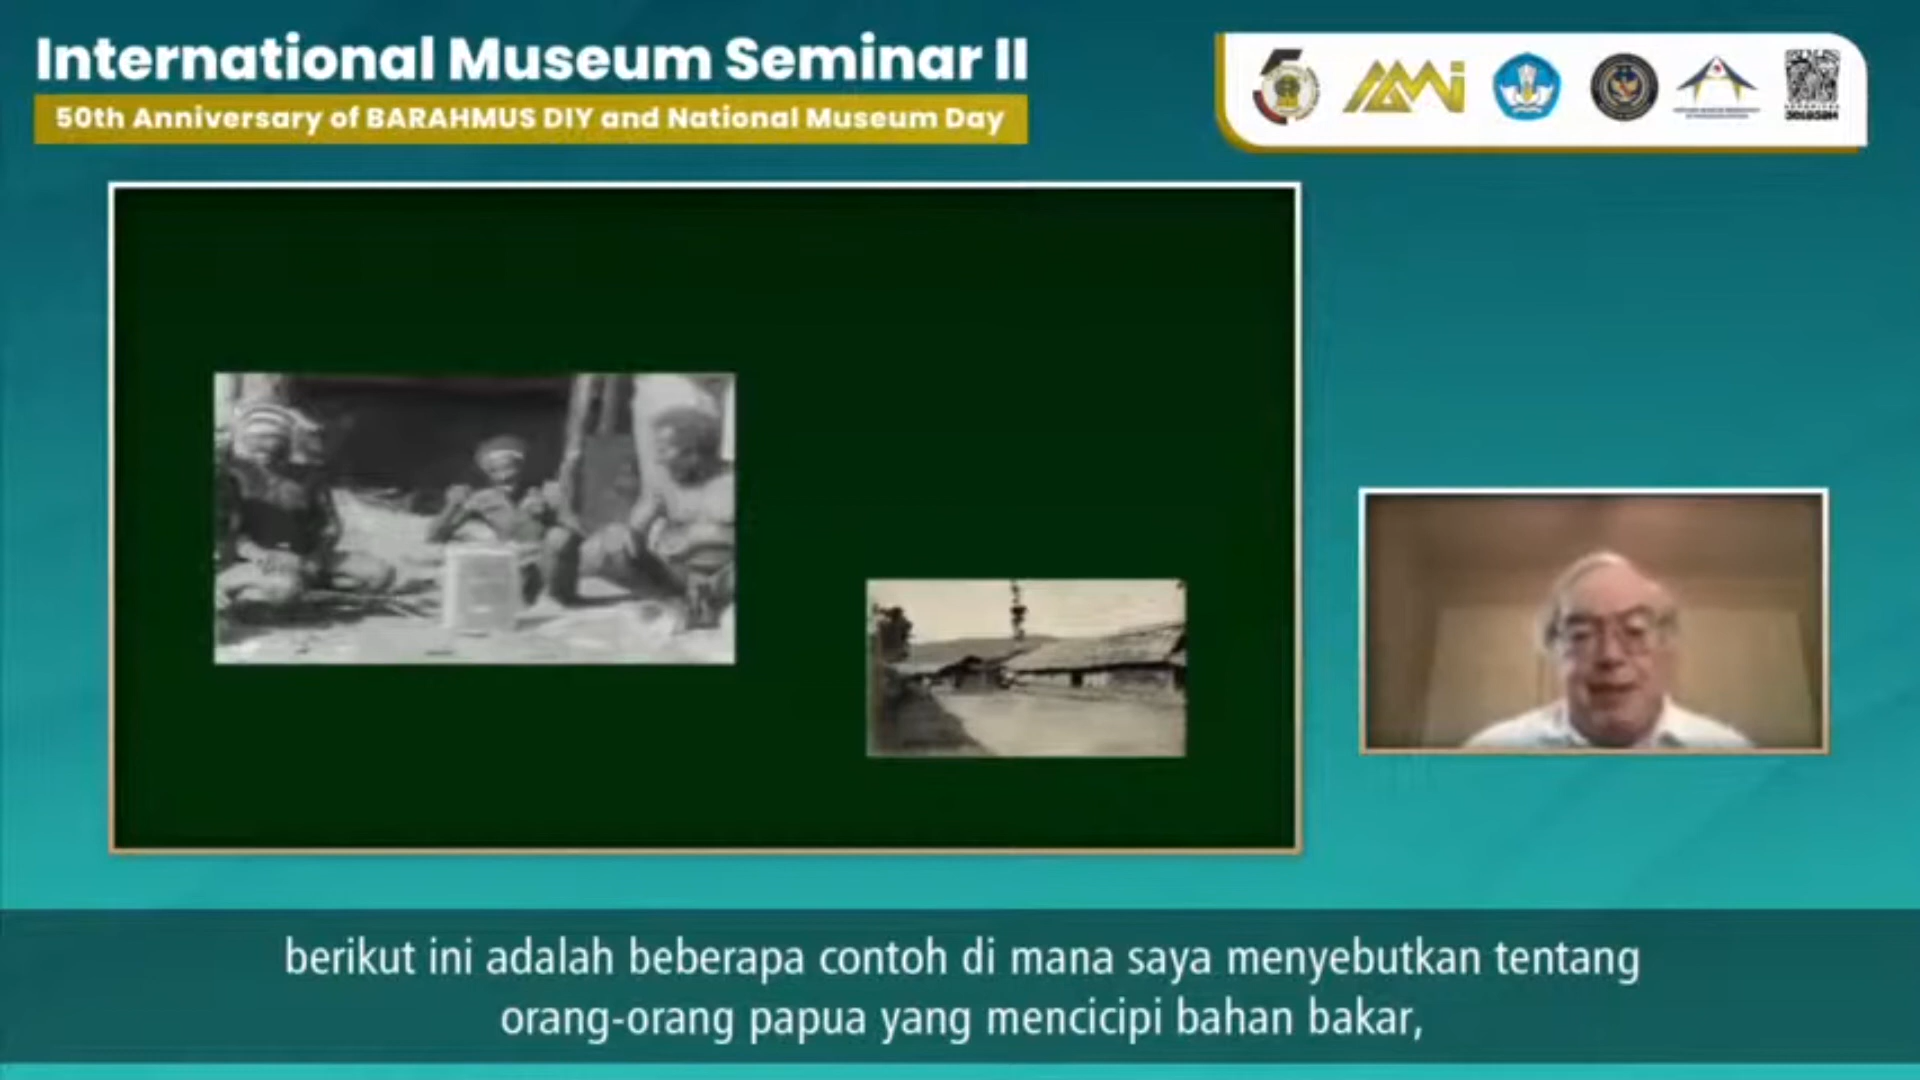 International Museum Seminar II
50th Anniversary of BARAHMUS DIY and National Museum Day
berikut ini adalah beberapa contoh di mana saya menyebutkan tentang
orang-orang papua yang mencicipi bahan bakar,